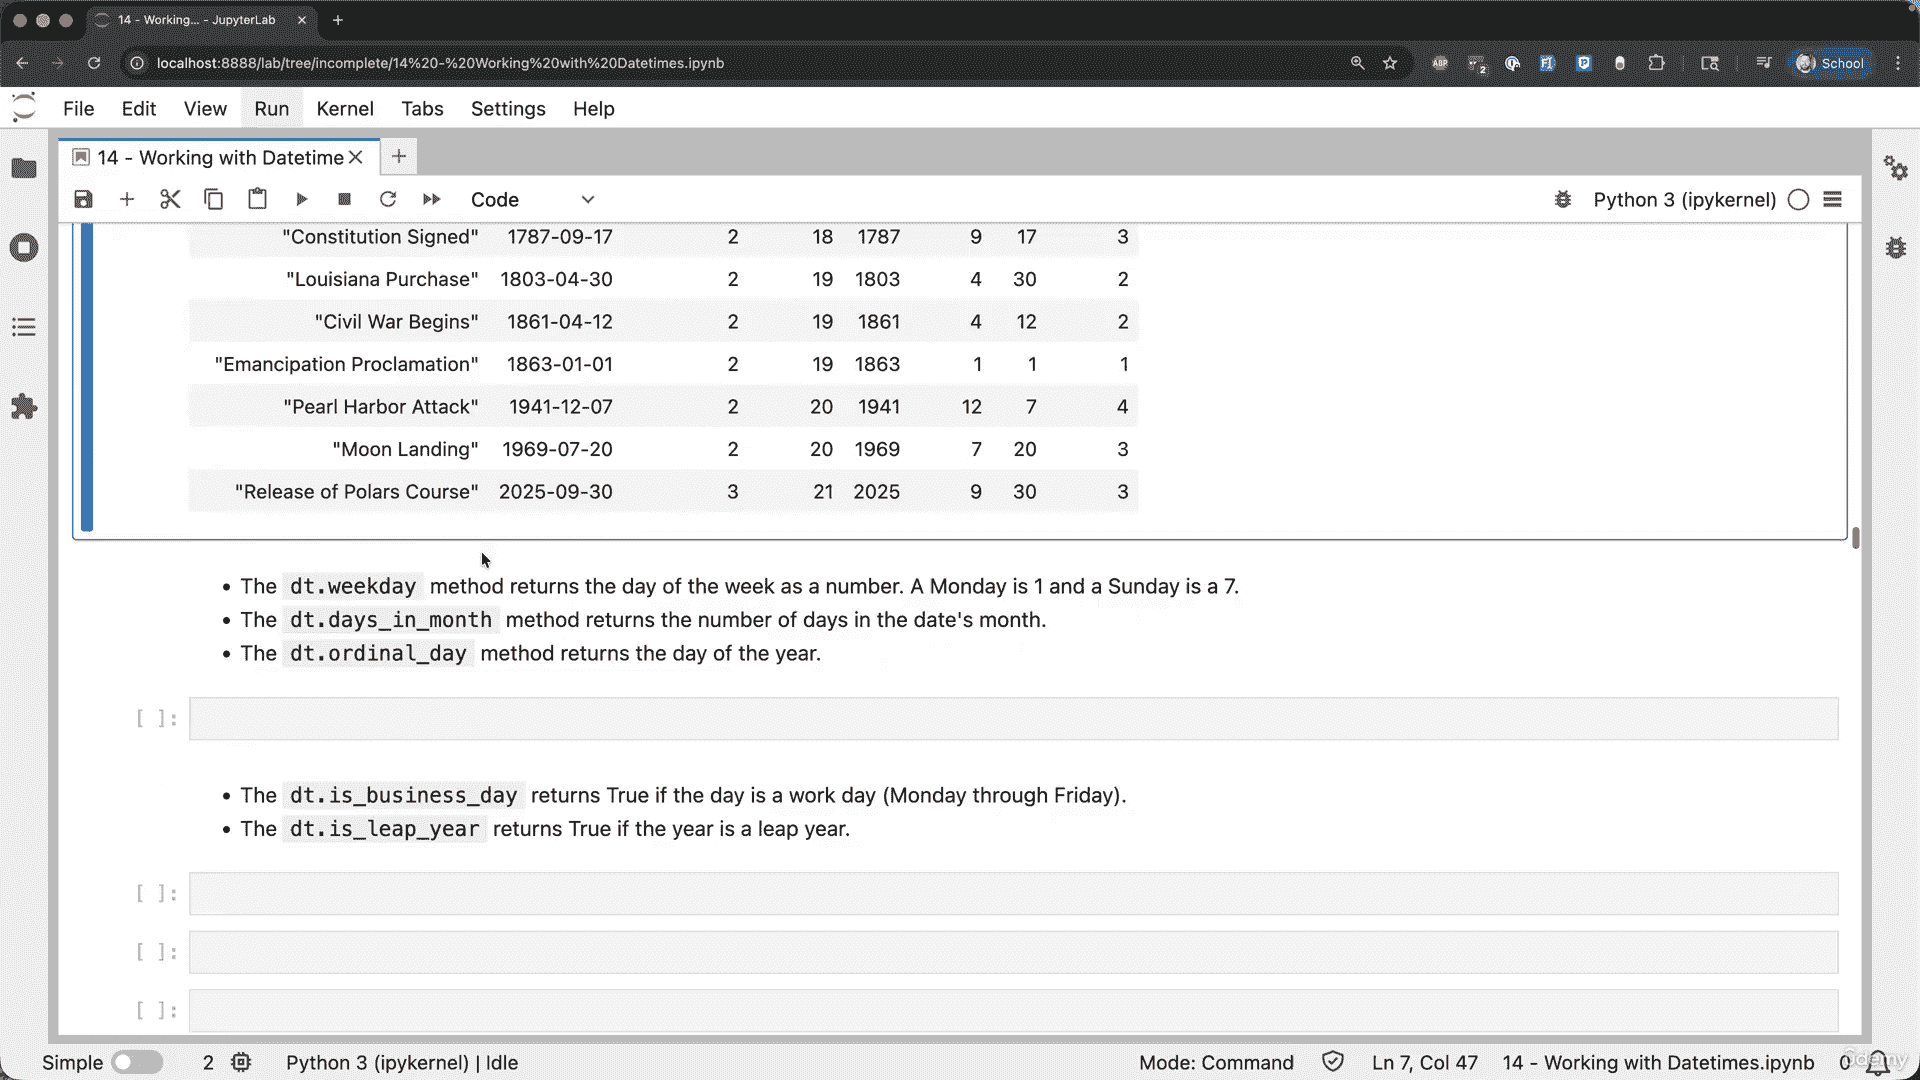 14 - Working... - JupyterLab
localhost:8888/lab/tree/incomplete/14%20-%20Working%20with%20Datetimes.ipynb
ABP
2
School
File Edit View Run Kernel Tabs Settings Help
14 - Working with Datetime
Code
Python 3 (ipykernel)
"Constitution Signed" 1787-09-17 2 18 1787 9 17 3
"Louisiana Purchase" 1803-04-30 2 19 1803 4 30 2
"Civil War Begins" 1861-04-12 2 19 1861 4 12 2
"Emancipation Proclamation" 1863-01-01 2 19 1863 1 1 1
"Pearl Harbor Attack" 1941-12-07 2 20 1941 12 7 4
"Moon Landing" 1969-07-20 2 20 1969 7 20 3
"Release of Polars Course" 2025-09-30 3 21 2025 9 30 3
• The dt.weekday method returns the day of the week as a number. A Monday is 1 and a Sunday is a 7.
• The dt.days_in_month method returns the number of days in the date's month.
• The dt.ordinal_day method returns the day of the year.
[ ]:
• The dt.is_business_day returns True if the day is a work day (Monday through Friday).
• The dt.is_leap_year returns True if the year is a leap year.
[ ]:
[ ]:
[ ]:
Simple 2 Python 3 (ipykernel) | Idle Mode: Command Ln 7, Col 47 14 - Working with Datetimes.ipynb 0
Udemy